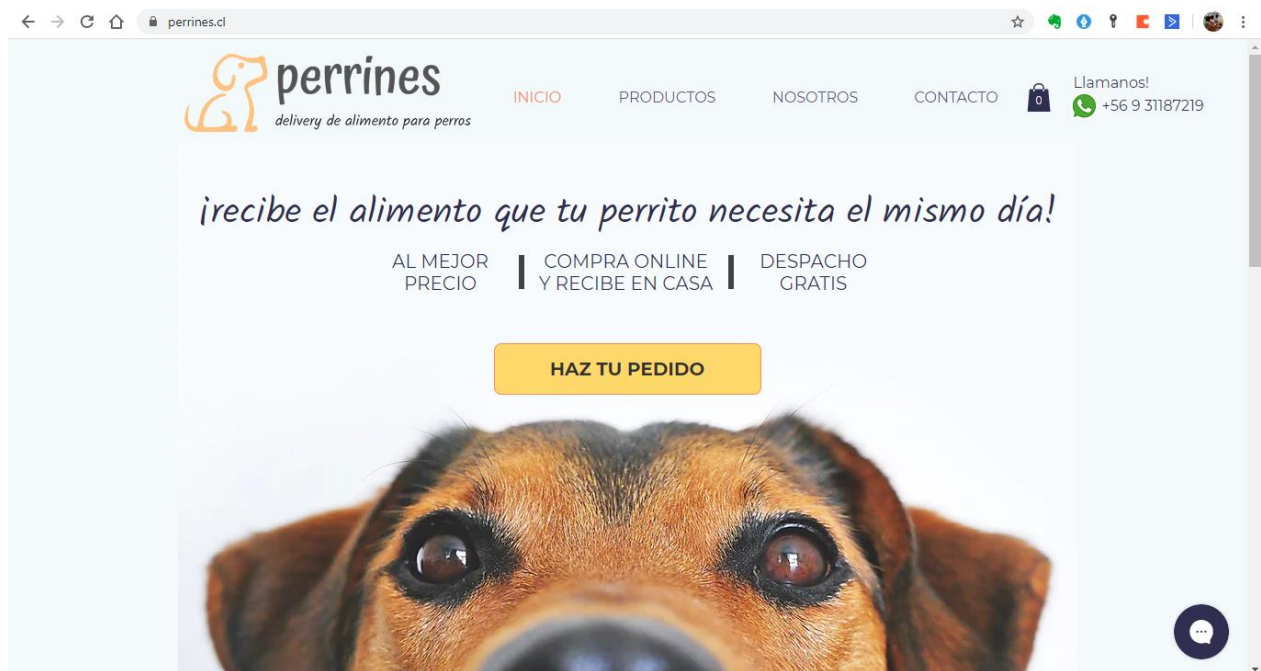 perrines.cl
perrines
delivery de alimento para perros
INICIO
PRODUCTOS
NOSOTROS
CONTACTO
0
Llamanos!
+56 9 31187219
¡recibe el alimento que tu perrito necesita el mismo día!
AL MEJOR
PRECIO
COMPRA ONLINE
Y RECIBE EN CASA
DESPACHO
GRATIS
HAZ TU PEDIDO